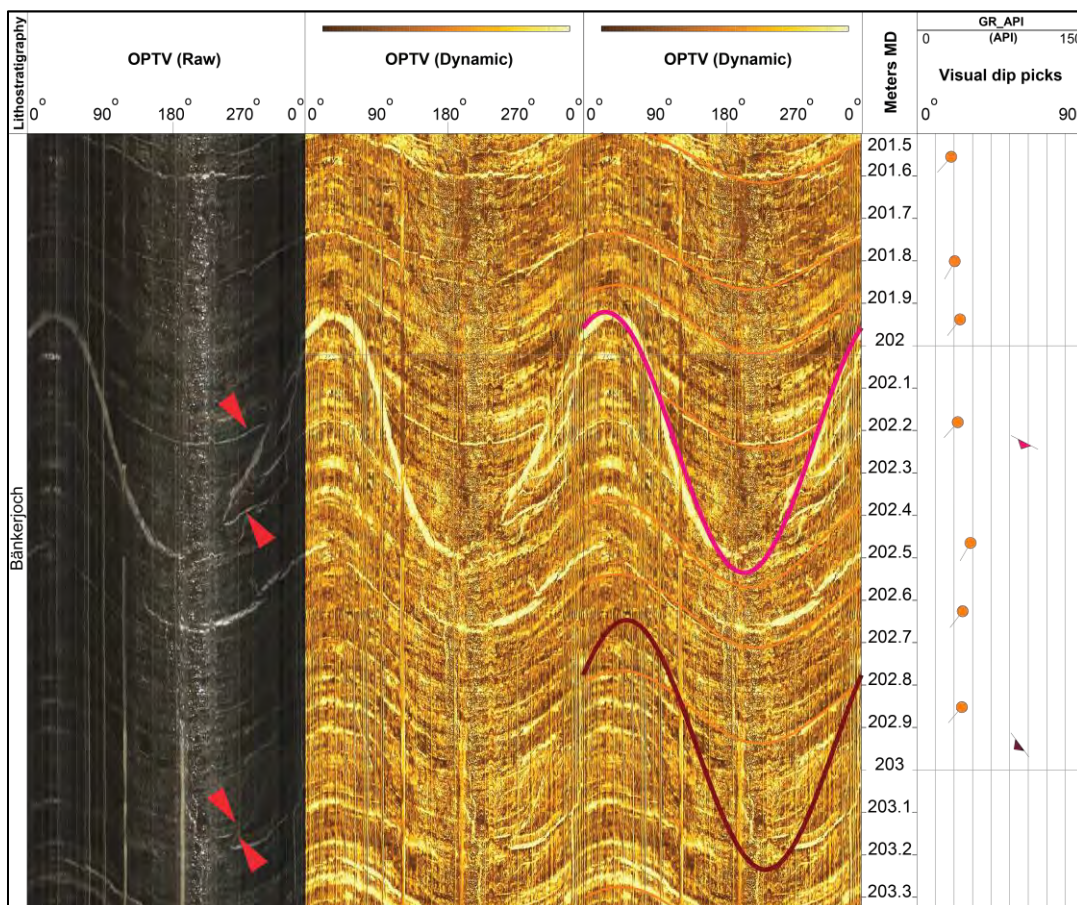 Lithostratigraphy
OPTV (Raw)
0° 90° 180° 270° 0°
OPTV (Dynamic)
0° 90° 180° 270° 0°
OPTV (Dynamic)
0° 90° 180° 270° 0°
Meters MD
GR_API
0 (API) 150
Visual dip picks
0° 90
Bänkerjoch
201.5
201.6
201.7
201.8
201.9
202
202.1
202.2
202.3
202.4
202.5
202.6
202.7
202.8
202.9
203
203.1
203.2
203.3